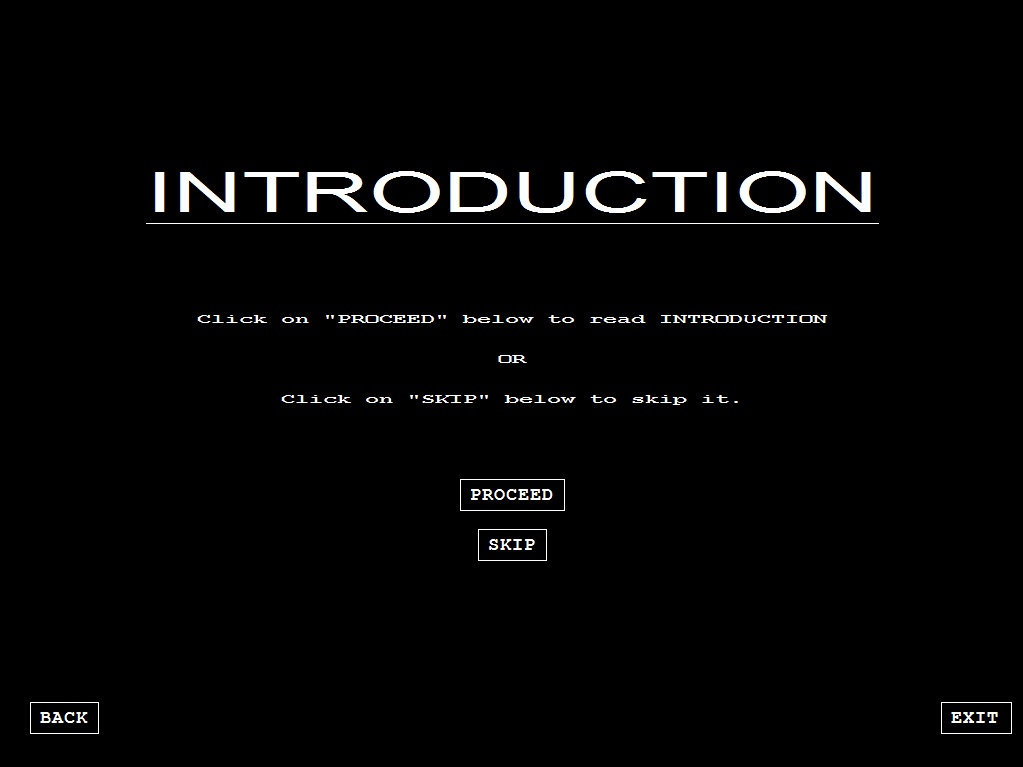 INTRODUCTION
Click on "PROCEED" below to read INTRODUCTION
OR
Click on "SKIP" below to skip it.
PROCEED
SKIP
BACK
EXIT